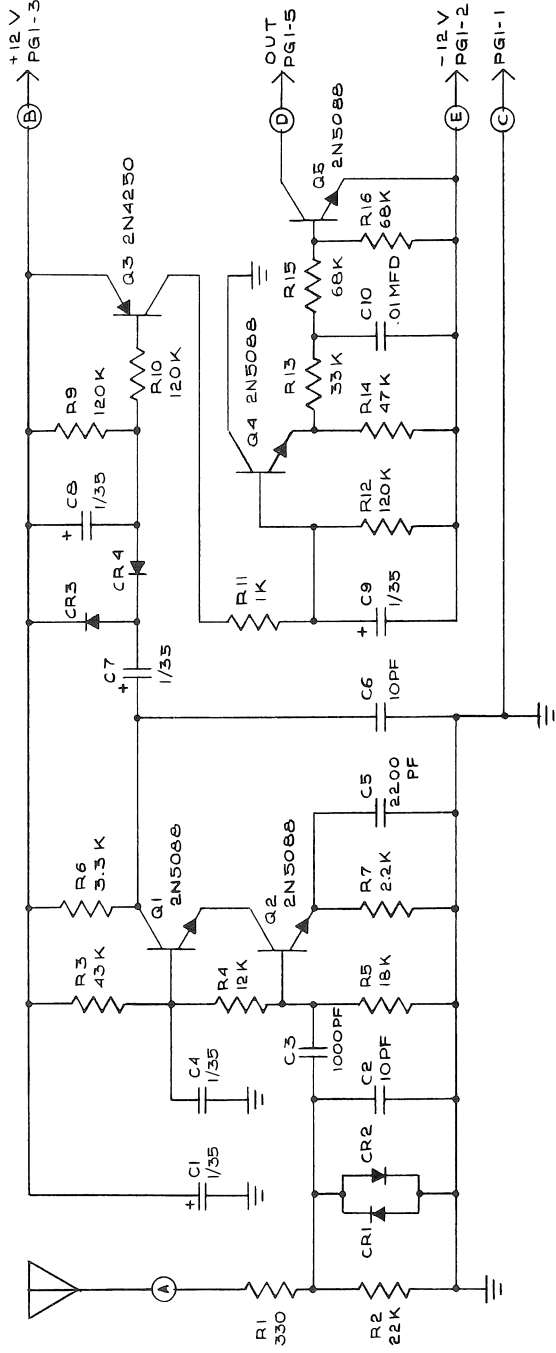 +12 V
PG1-3
B
OUT
PG1-5
D
-12V
PG1-2
E
PG1-1
C
Q3 2N4250
Q5
2N5088
R9
120K
R10
120K
C8
1/35
+
CR4
CR3
C7
1/35
+
R16
68K
R15
68K
C10
.01MFD
Q4
2N5088
R13
33K
R14
47K
R12
120K
R11
1K
C9
1/35
+
C6
10PF
C5
2200
PF
R6
3.3K
Q1
2N5088
Q2
2N5088
R7
2.2K
R3
43K
R4
12K
R5
18K
C3
1000PF
C4
1/35
C2
10PF
C1
1/35
+
CR2
CR1
A
R1
330
R2
22K